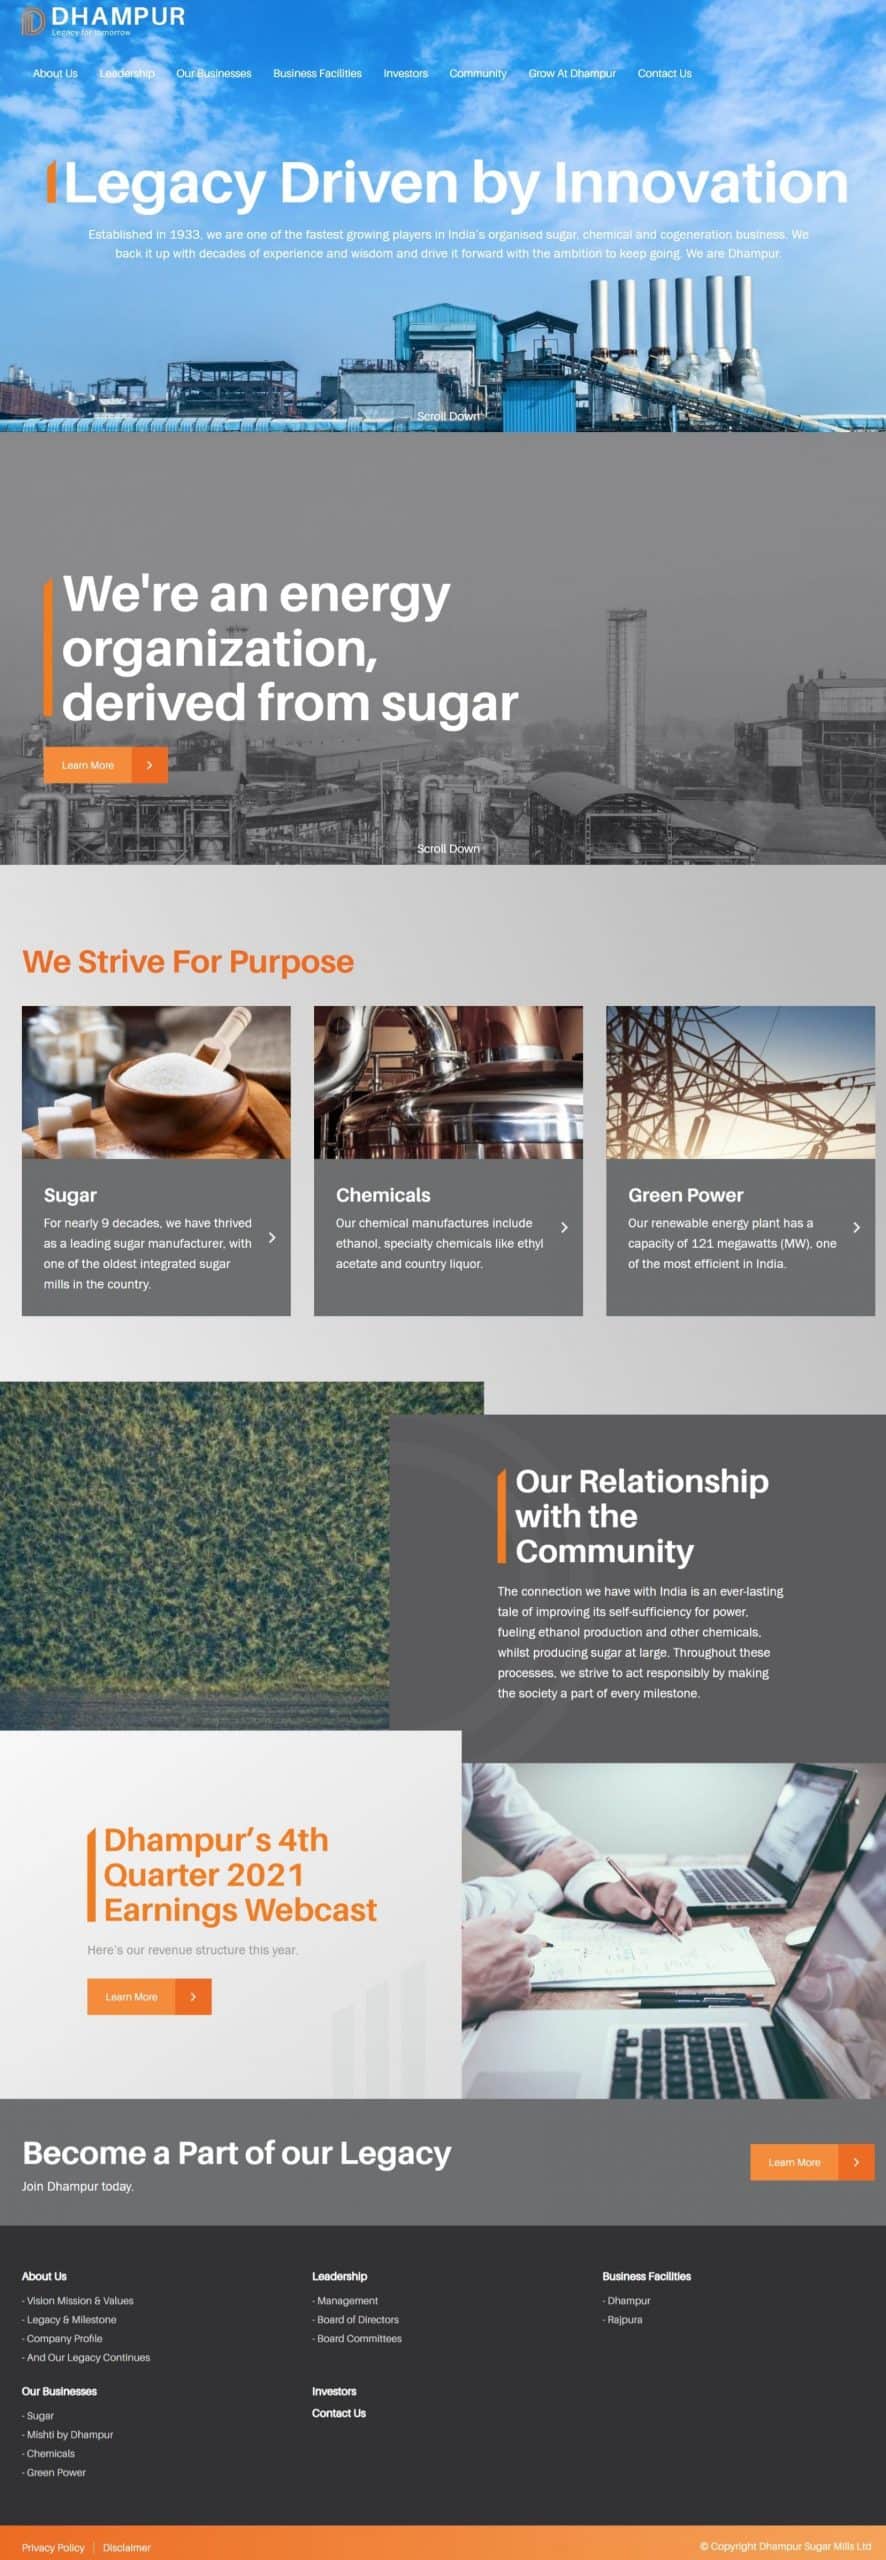 DHAMPUR
Legacy for tomorrow
About Us Leadership Our Businesses Business Facilities Investors Community Grow At Dhampur Contact Us
Legacy Driven by Innovation
Established in 1933, we are one of the fastest growing players in India's organised sugar, chemical and cogeneration business. We
back it up with decades of experience and wisdom and drive it forward with the ambition to keep going. We are Dhampur.
Scroll Down
We're an energy
organization,
derived from sugar
Learn More
Scroll Down
We Strive For Purpose
Sugar
For nearly 9 decades, we have thrived
as a leading sugar manufacturer, with
one of the oldest integrated sugar
mills in the country.
Chemicals
Our chemical manufactures include
ethanol, specialty chemicals like ethyl
acetate and country liquor.
Green Power
Our renewable energy plant has a
capacity of 121 megawatts (MW), one
of the most efficient in India.
Our Relationship
with the
Community
The connection we have with India is an ever-lasting
tale of improving its self-sufficiency for power,
fueling ethanol production and other chemicals,
whilst producing sugar at large. Throughout these
processes, we strive to act responsibly by making
the society a part of every milestone.
Dhampur's 4th
Quarter 2021
Earnings Webcast
Here's our revenue structure this year.
Learn More
Become a Part of our Legacy
Join Dhampur today.
Learn More
About Us
- Vision Mission & Values
- Legacy & Milestone
- Company Profile
- And Our Legacy Continues
Leadership
- Management
- Board of Directors
- Board Committees
Business Facilities
- Dhampur
- Rajpura
Our Businesses
- Sugar
- Mishti by Dhampur
- Chemicals
- Green Power
Investors
Contact Us
Privacy Policy | Disclaimer
© Copyright Dhampur Sugar Mills Ltd